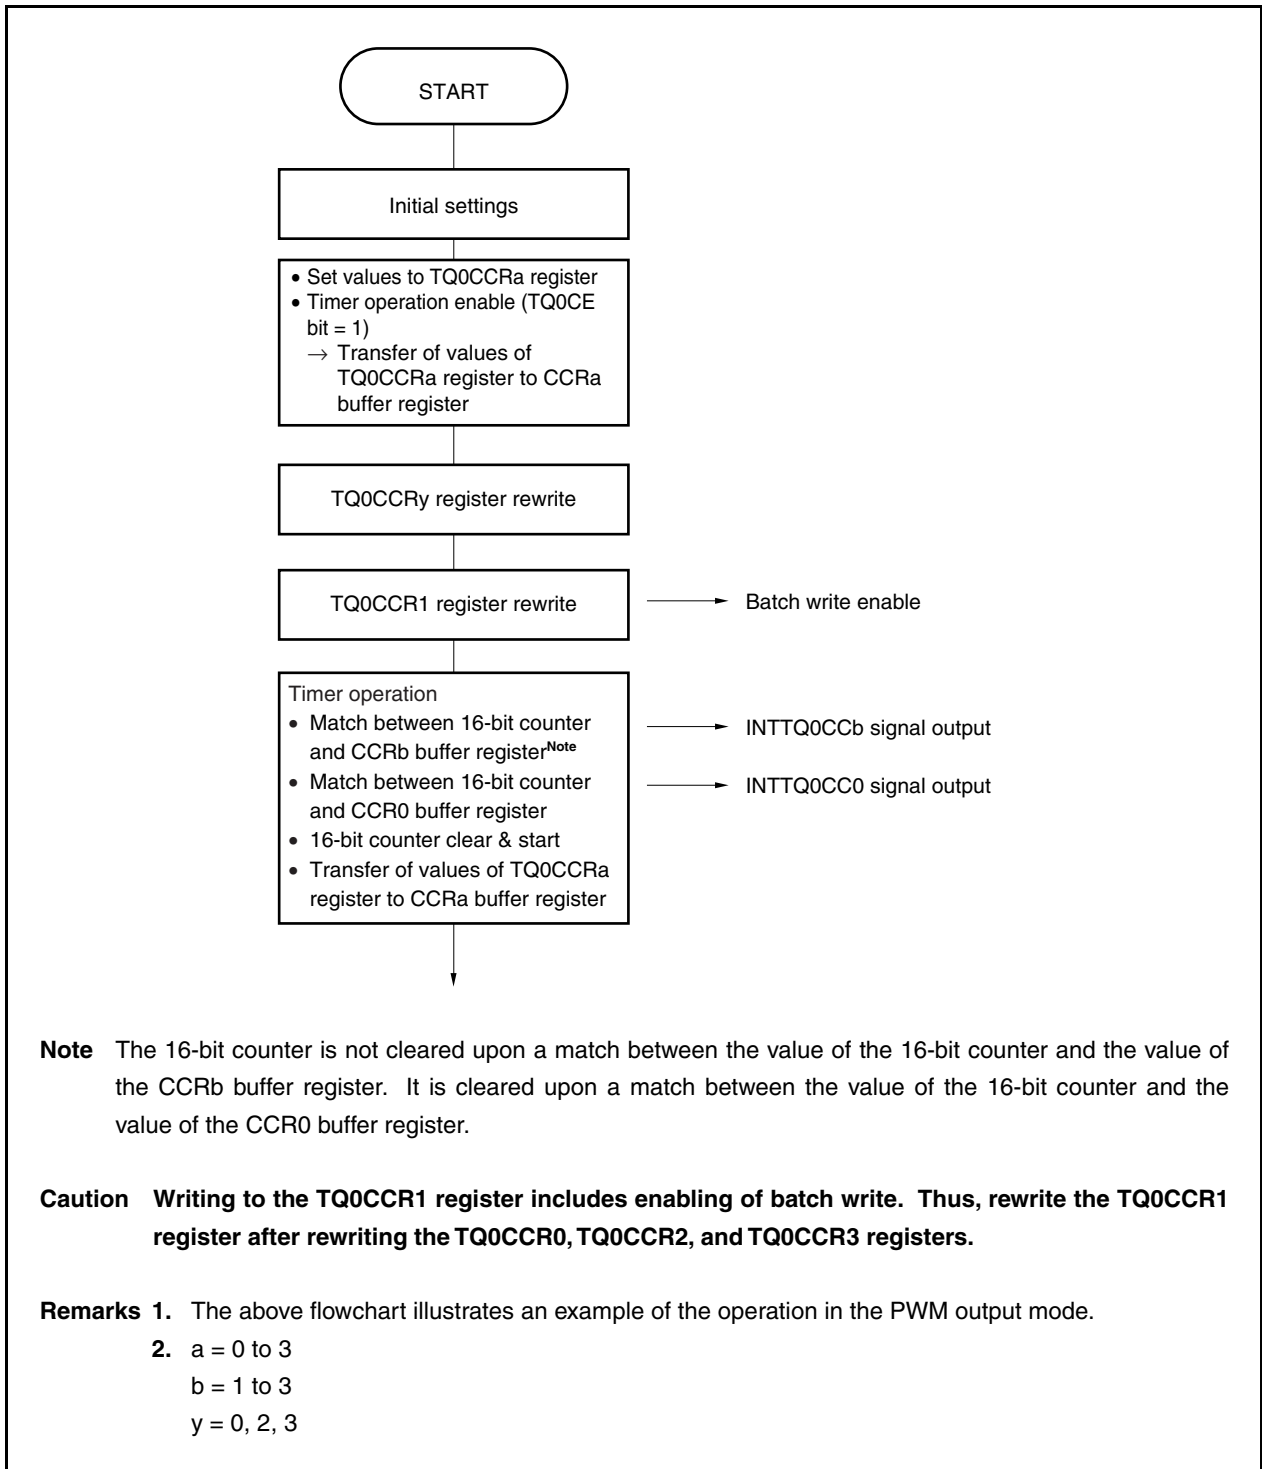 START
Initial settings
• Set values to TQ0CCRa register
• Timer operation enable (TQ0CE
bit = 1)
→ Transfer of values of
TQ0CCRa register to CCRa
buffer register
TQ0CCRy register rewrite
TQ0CCR1 register rewrite
Batch write enable
Timer operation
• Match between 16-bit counter
and CCRb buffer registerNote
INTTQ0CCb signal output
• Match between 16-bit counter
and CCR0 buffer register
INTTQ0CC0 signal output
• 16-bit counter clear & start
• Transfer of values of TQ0CCRa
register to CCRa buffer register
Note The 16-bit counter is not cleared upon a match between the value of the 16-bit counter and the value of
the CCRb buffer register. It is cleared upon a match between the value of the 16-bit counter and the
value of the CCR0 buffer register.
Caution Writing to the TQ0CCR1 register includes enabling of batch write. Thus, rewrite the TQ0CCR1
register after rewriting the TQ0CCR0, TQ0CCR2, and TQ0CCR3 registers.
Remarks 1. The above flowchart illustrates an example of the operation in the PWM output mode.
2. a = 0 to 3
b = 1 to 3
y = 0, 2, 3